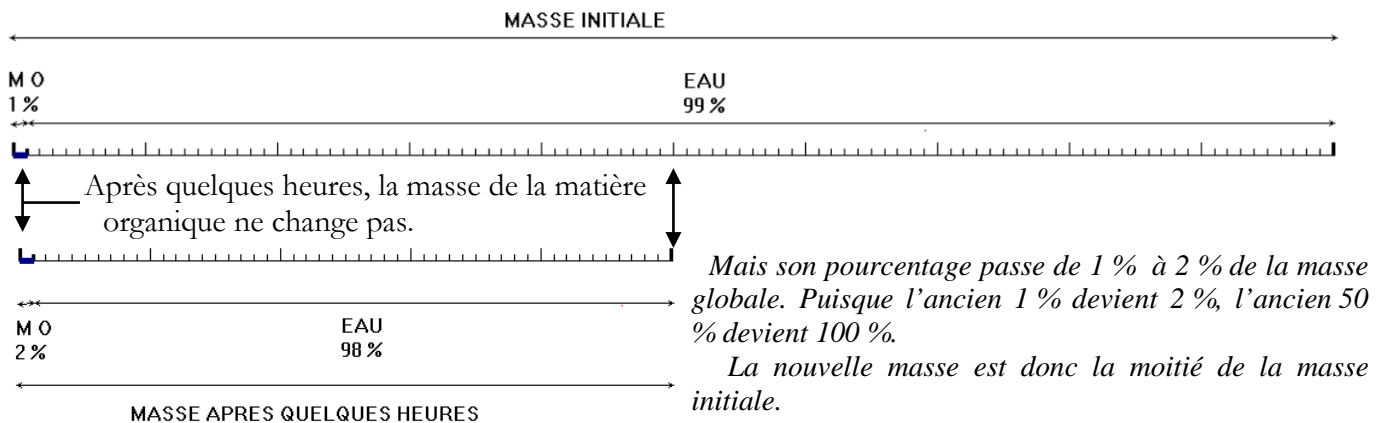 MASSE INITIALE
M O
1 %
EAU
99 %
Après quelques heures, la masse de la matière
organique ne change pas.
Mais son pourcentage passe de 1 % à 2 % de la masse
globale. Puisque l’ancien 1 % devient 2 %, l’ancien 50
% devient 100 %.
La nouvelle masse est donc la moitié de la masse
initiale.
M O
2 %
EAU
98 %
MASSE APRES QUELQUES HEURES